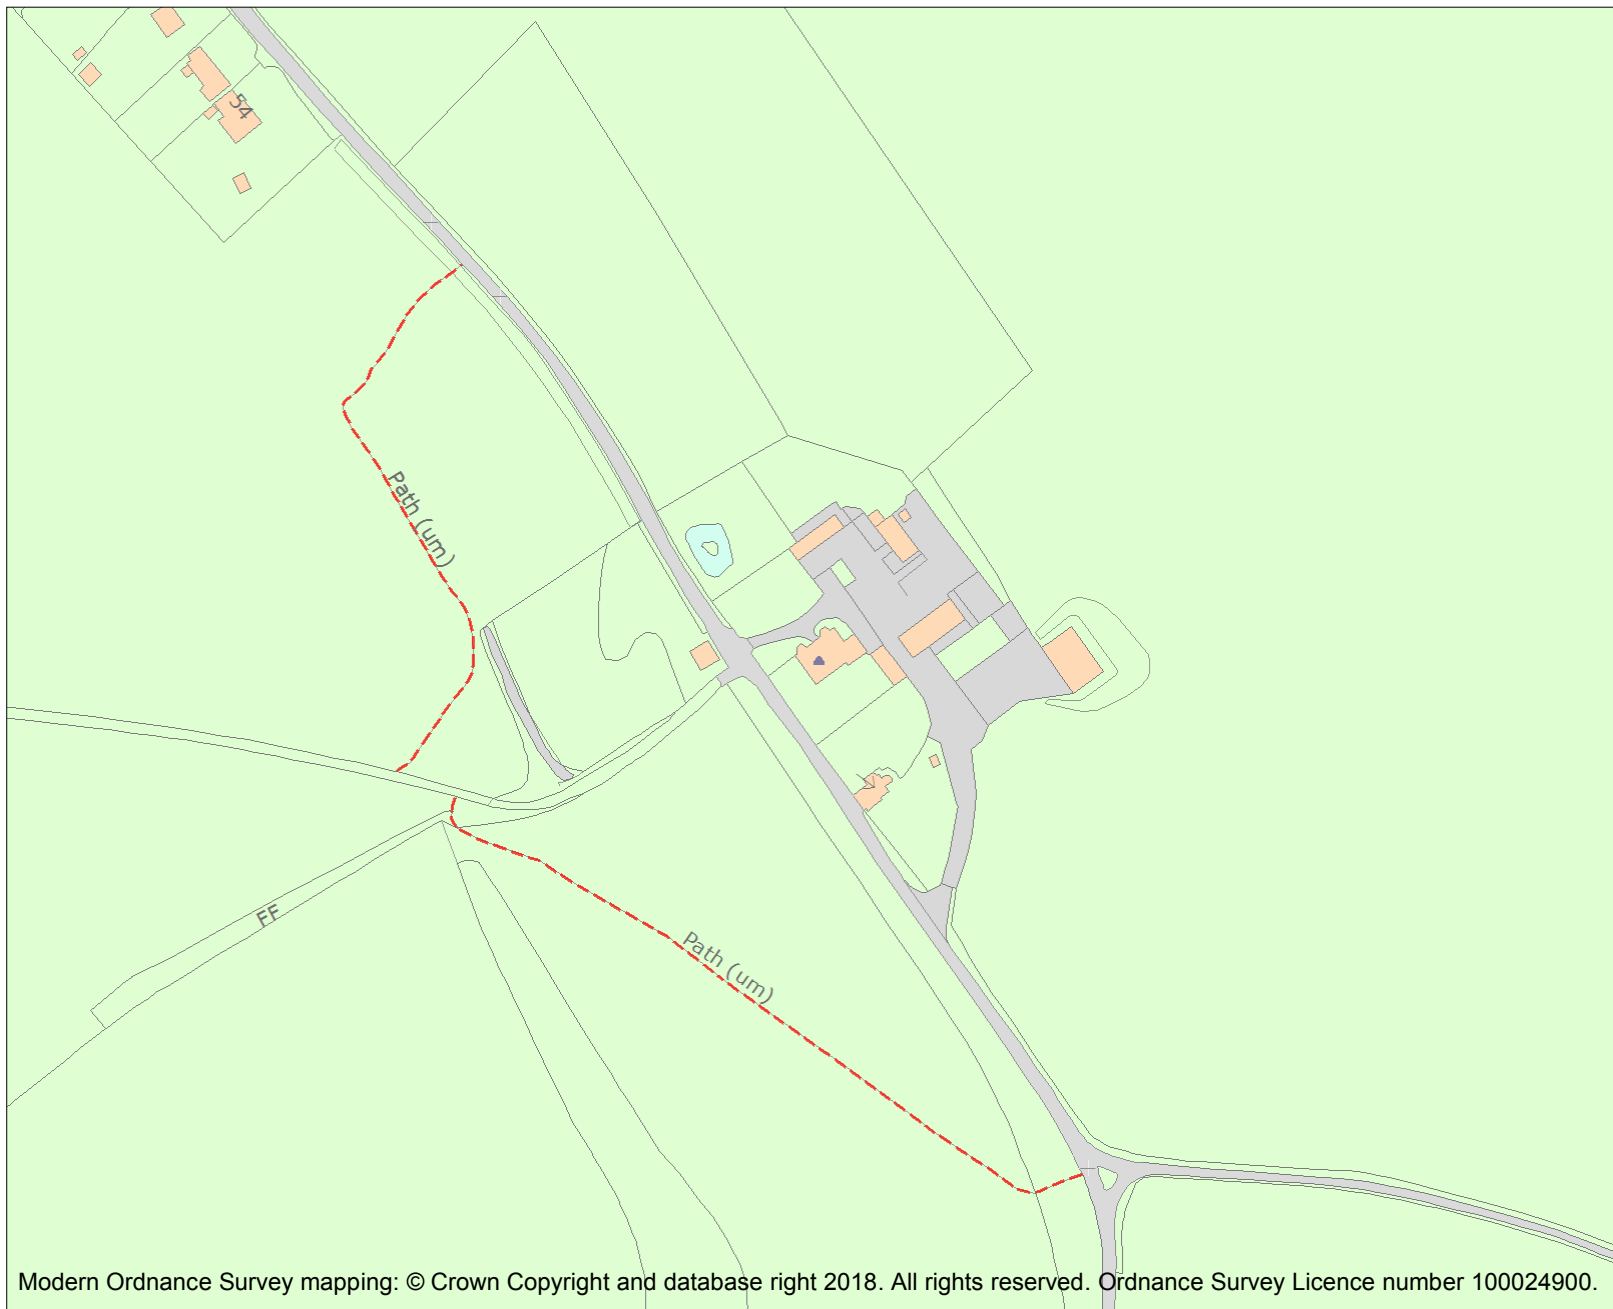 54
Path (um)
FF
Path (um)
Modern Ordnance Survey mapping: © Crown Copyright and database right 2018. All rights reserved. Ordnance Survey Licence number 100024900.